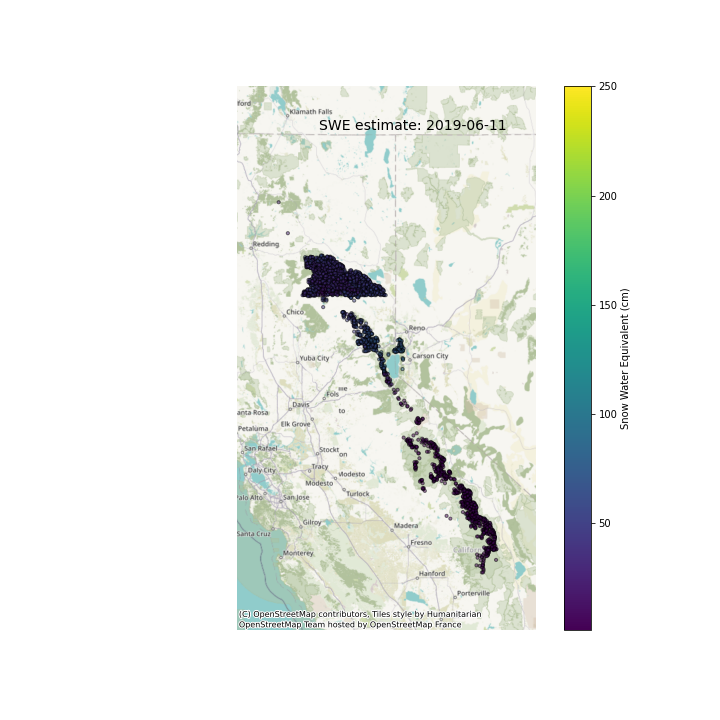 ford
Klamath Falls
SWE estimate: 2019-06-11
Redding
Chico
Reno
Carson City
Yuba City
Fols
Davis
anta Rosa
to
Elk Grove
Petaluma
San Rafael
Stockt
on
Daly City
Tracy
Modesto
Modesto
Palo Alto
San Jose
Turlock
Gilroy
Madera
Santa Cruz
Fresno
Monterey
Hanford
Porterville
(C) OpenStreetMap contributors, Tiles style by Humanitarian
OpenStreetMap Team hosted by OpenStreetMap France
250
200
150
100
50
Snow Water Equivalent (cm)